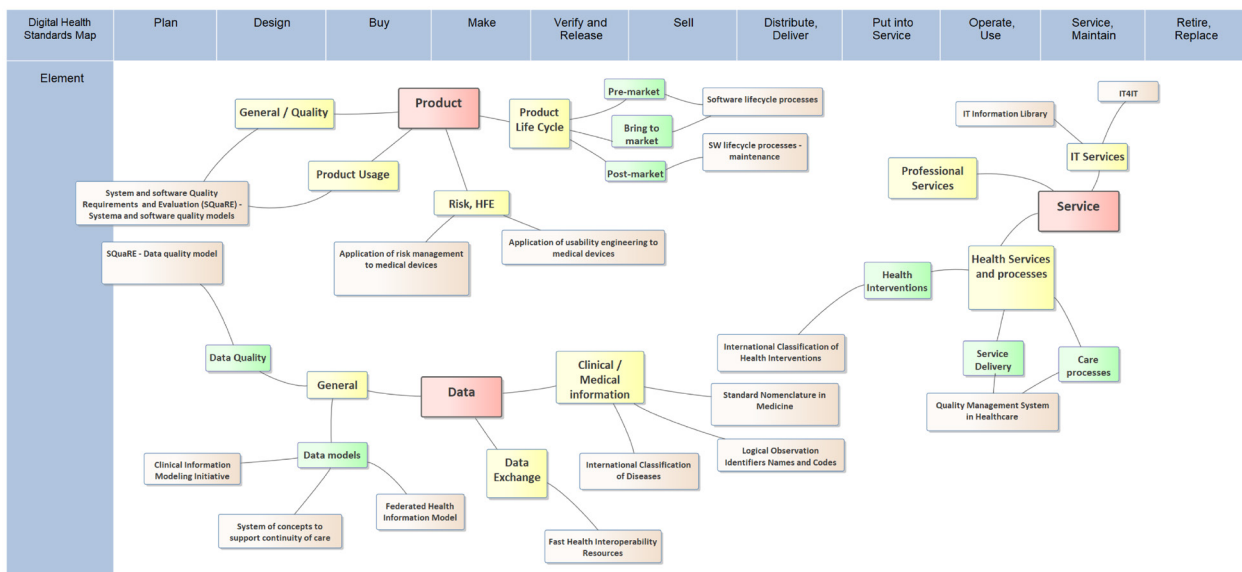 Digital Health
Standards Map
Plan
Design
Buy
Make
Verify and
Release
Sell
Distribute,
Deliver
Put into
Service
Operate,
Use
Service,
Maintain
Retire,
Replace
Element
Product
General / Quality
Product Usage
System and software Quality
Requirements and Evaluation (SQuaRE) -
Systema and software quality models
Product
Life Cycle
Pre-market
Bring to
market
Post-market
Software lifecycle processes
SW lifecycle processes -
maintenance
Risk, HFE
Application of risk management
to medical devices
Application of usability engineering to
medical devices
IT4IT
IT Information Library
IT Services
Professional
Services
Service
Health Services
and processes
Health
Interventions
International Classification of
Health Interventions
Service
Delivery
Care
processes
Quality Management System
in Healthcare
SQuaRE - Data quality model
Data Quality
General
Data
Clinical /
Medical
information
Standard Nomenclature in
Medicine
Logical Observation
Identifiers Names and Codes
International Classification
of Diseases
Data
Exchange
Fast Health Interoperability
Resources
Data models
Clinical Information
Modeling Initiative
System of concepts to
support continuity of care
Federated Health
Information Model